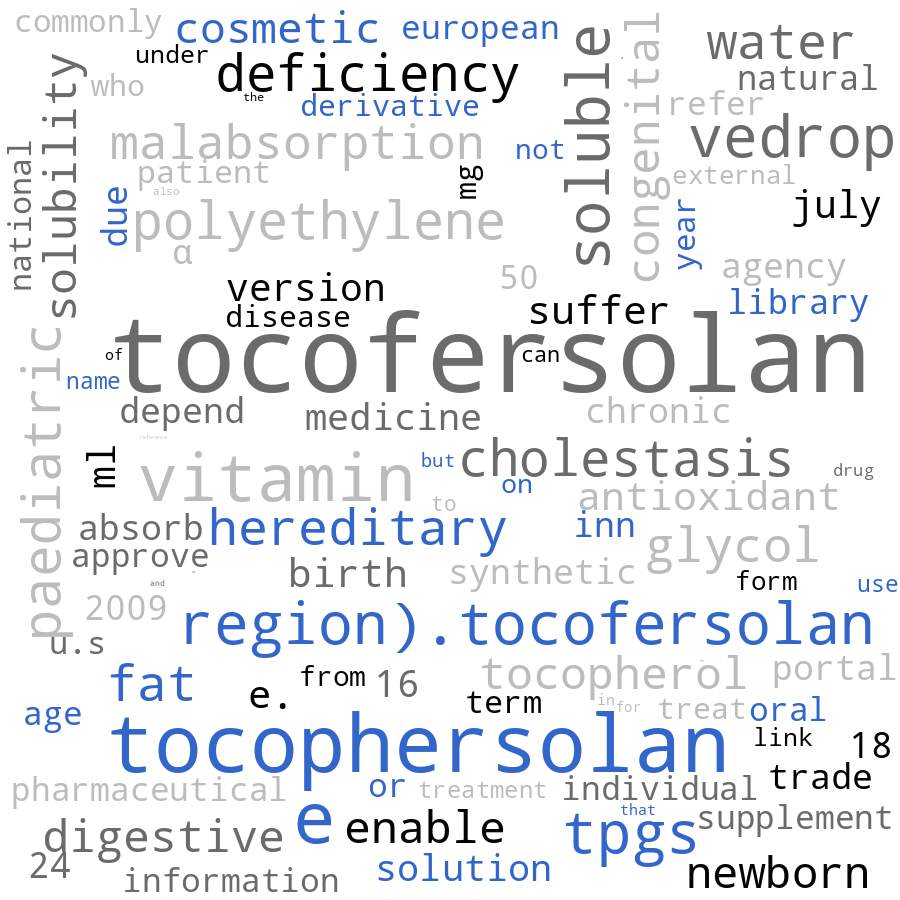 commonly
cosmetic
european
water
under
deficiency
soluble
congenital
natural
who
the
derivative
refer
national
solubility
malabsorption
not
vedrop
patient
also
mg
external
due
polyethylene
year
july
α
50
agency
version
disease
suffer
library
tocofersolan
of
can
name
paediatric
depend
medicine
chronic
reference
ml
vitamin
but
cholestasis
drug
on
to
antioxidant
absorb
hereditary
inn
glycol
approve
birth
synthetic
form
use
and
2009
region).tocofersolan
u.s
fat
from
16
tocopherol
portal
e.
term
in
for
treat
oral
age
tocophersolan
link
18
pharmaceutical
or
treatment
individual
trade
digestive
e
enable
that
tpgs
supplement
24
information
solution
newborn